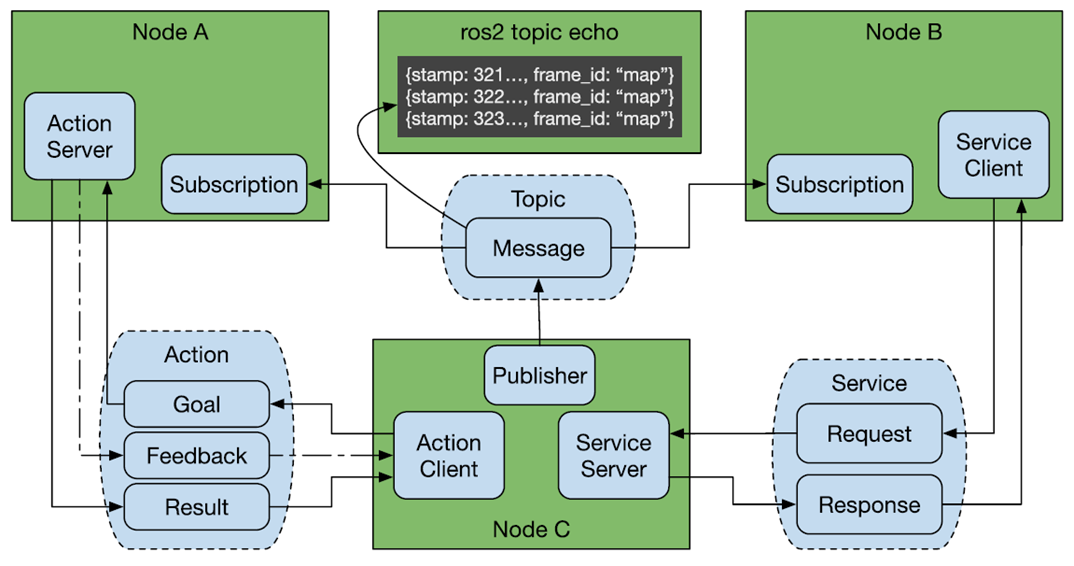 Node A
ros2 topic echo
Node B
{stamp: 321…, frame_id: “map”}
{stamp: 322…, frame_id: “map”}
{stamp: 323…, frame_id: “map”}
Action
Server
Subscription
Subscription
Service
Client
Topic
Message
Action
Goal
Feedback
Result
Publisher
Action
Client
Service
Server
Node C
Service
Request
Response